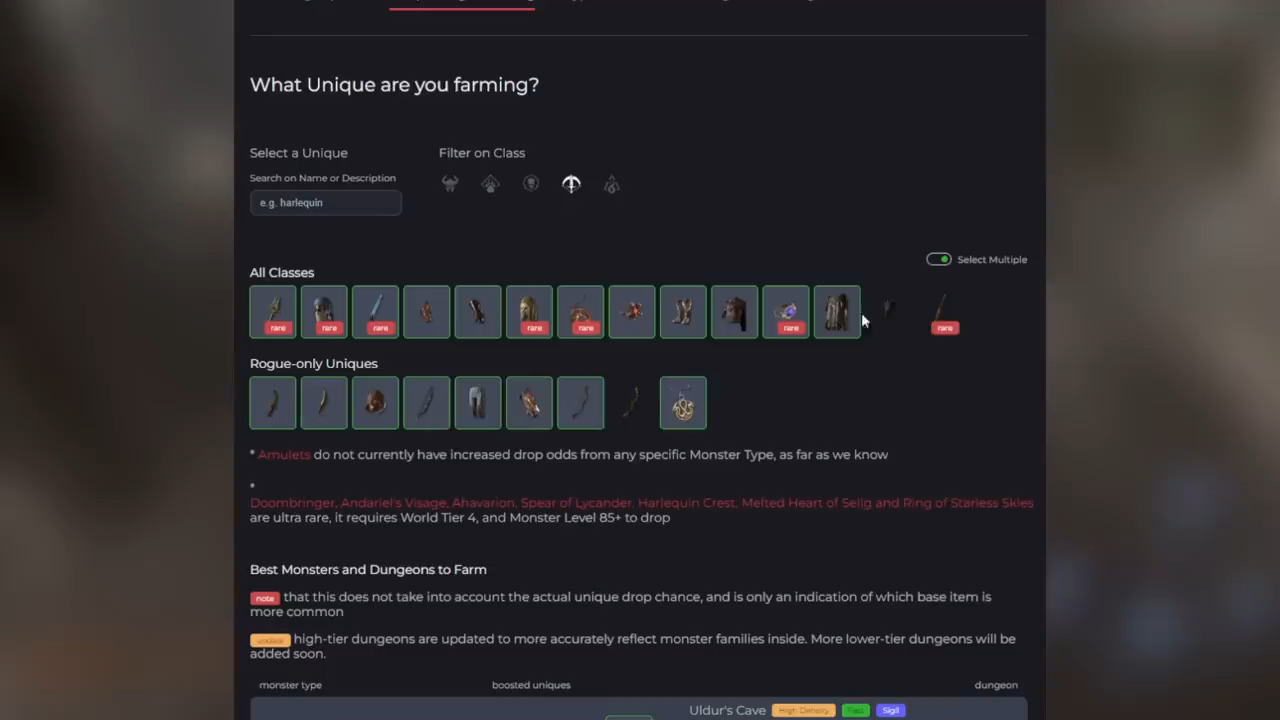 What Unique are you farming?
Select a Unique
Filter on Class
Search on Name or Description
e.g. harlequin
Select Multiple
All Classes
rare rare rare rare rare rare rare
Rogue-only Uniques
* Amulets do not currently have increased drop odds from any specific Monster Type, as far as we know
*
Doombringer, Andariel's Visage, Ahavarion, Spear of Lycander, Harlequin Crest, Melted Heart of Selig and Ring of Starless Skies
are ultra rare, it requires World Tier 4, and Monster Level 85+ to drop
Best Monsters and Dungeons to Farm
note that this does not take into account the actual unique drop chance, and is only an indication of which base item is
more common
update high-tier dungeons are updated to more accurately reflect monster families inside. More lower-tier dungeons will be
added soon.
monster type boosted uniques dungeon
Uldur's Cave High Density Fast Sigil